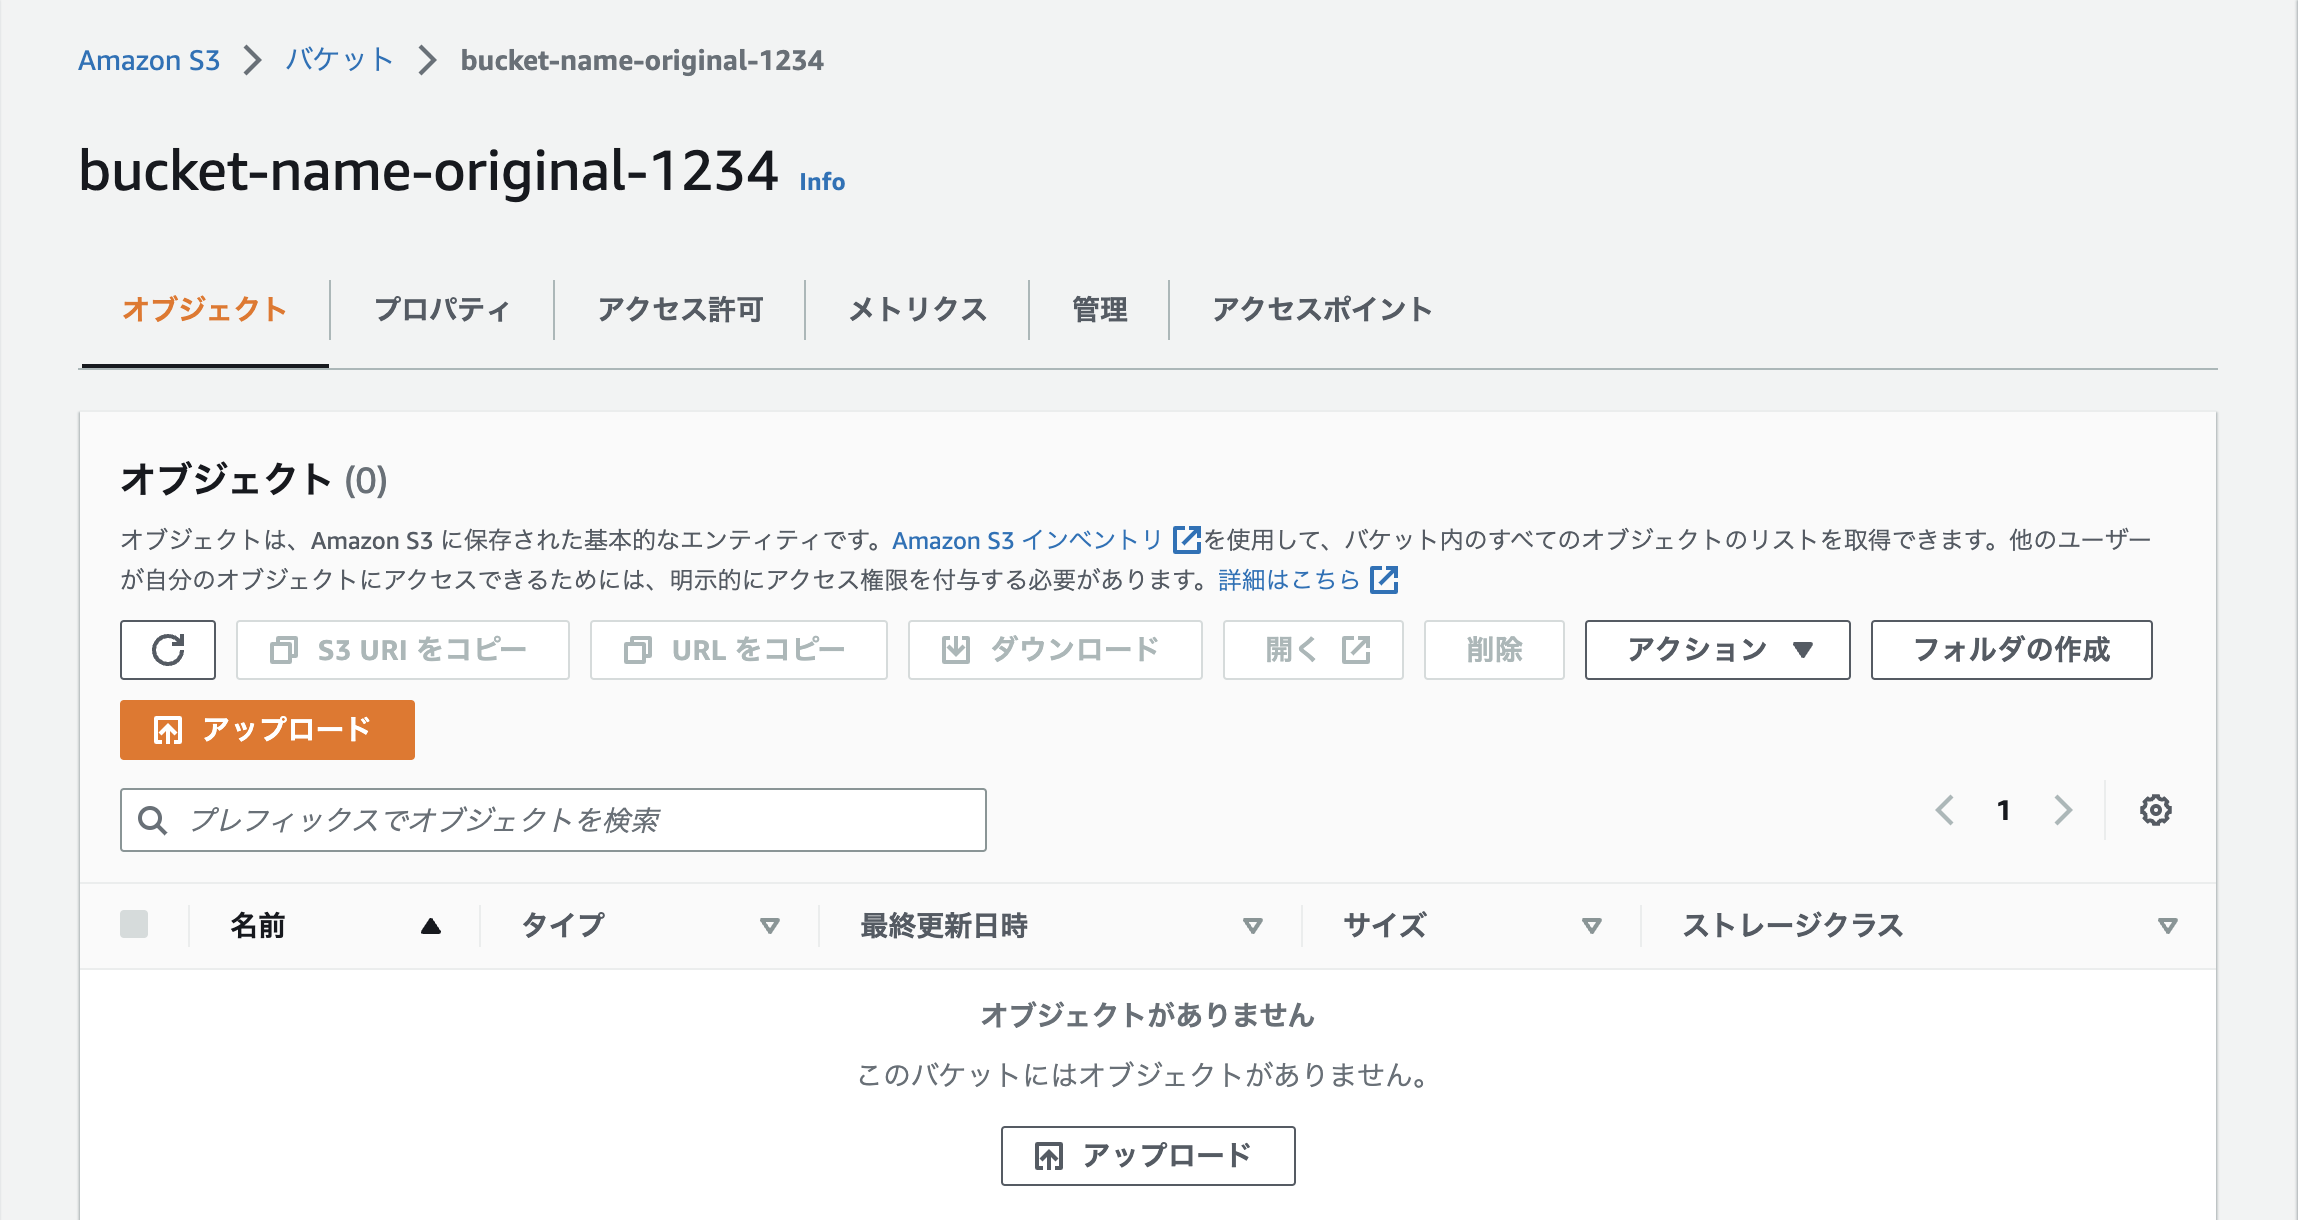 Amazon S3 > バケット > bucket-name-original-1234
bucket-name-original-1234 Info
オブジェクト プロパティ アクセス許可 メトリクス 管理 アクセスポイント
オブジェクト (0)
オブジェクトは、Amazon S3 に保存された基本的なエンティティです。Amazon S3 インベントリ を使用して、バケット内のすべてのオブジェクトのリストを取得できます。他のユーザー
が自分のオブジェクトにアクセスできるためには、明示的にアクセス権限を付与する必要があります。詳細はこちら
S3 URI をコピー URL をコピー ダウンロード 開く 削除 アクション フォルダの作成
アップロード
プレフィックスでオブジェクトを検索 1
名前 タイプ 最終更新日時 サイズ ストレージクラス
オブジェクトがありません
このバケットにはオブジェクトがありません。
アップロード